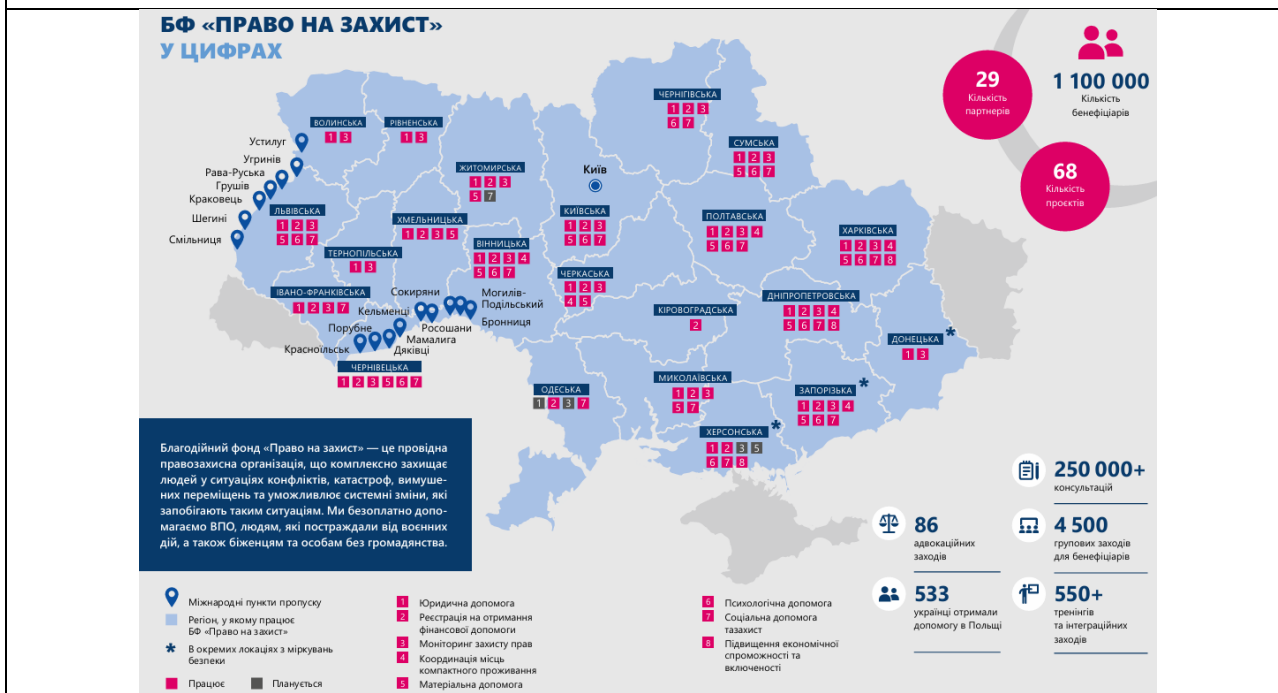 БФ «ПРАВО НА ЗАХИСТ»
У ЦИФРАХ
29
Кількість
партнерів
1 100 000
Кількість
бенефіціарів
68
Кількість
проєктів
ВОЛИНСЬКА
1 3
РІВНЕНСЬКА
1 3
ЧЕРНІГІВСЬКА
1 2 3
6 7
СУМСЬКА
1 2 3
5 6 7
ЖИТОМИРСЬКА
1 2 3
5 7
Київ
КИЇВСЬКА
1 2 3
5 6 7
Устилуг
Угринів
Рава-Руська
Грушів
Краковець
Шегині
Смільниця
ЛЬВІВСЬКА
1 2 3
5 6 7
ХМЕЛЬНИЦЬКА
1 2 3 5
ТЕРНОПІЛЬСЬКА
1 3
ВІННИЦЬКА
1 2 3 4
5 6 7
ПОЛТАВСЬКА
1 2 3 4
5 6 7
ХАРКІВСЬКА
1 2 3 4
5 6 7 8
ЧЕРКАСЬКА
1 2 3
4 5
ІВАНО-ФРАНКІВСЬКА
1 2 3 7
Сокиряни
Кельменці
Порубне
Красноїльськ
Могилів-
Подільський
Бронниця
Росошани
Мамалига
Дяківці
ЧЕРНІВЕЦЬКА
1 2 3 5 6 7
КІРОВОГРАДСЬКА
2
ДНІПРОПЕТРОВСЬКА
1 2 3 4
5 6 7 8
ДОНЕЦЬКА *
1 3
ОДЕСЬКА
1 2 3 7
МИКОЛАЇВСЬКА
1 2 3
5 7
ЗАПОРІЗЬКА *
1 2 3 4
5 6 7
ХЕРСОНСЬКА *
1 2 3 5
6 7 8
Благодійний фонд «Право на захист» — це провідна
правозахисна організація, що комплексно захищає
людей у ситуаціях конфліктів, катастроф, вимуше-
них переміщень та уможливлює системні зміни, які
запобігають таким ситуаціям. Ми безоплатно допо-
магаємо ВПО, людям, які постраждали від воєнних
дій, а також біженцям та особам без громадянства.
250 000+
консультацій
86
адвокаційних
заходів
4 500
групових заходів
для бенефіціарів
533
українці отримали
допомогу в Польщі
550+
тренінгів
та інтеграційних
заходів
Міжнародні пункти пропуску
Регіон, у якому працює
БФ «Право на захист»
* В окремих локаціях з міркувань
безпеки
Працює
Планується
1 Юридична допомога
2 Реєстрація на отримання
фінансової допомоги
3 Моніторинг захисту прав
4 Координація місць
компактного проживання
5 Матеріальна допомога
6 Психологічна допомога
7 Соціальна допомога
тазахист
8 Підвищення економічної
спроможності та
включеності